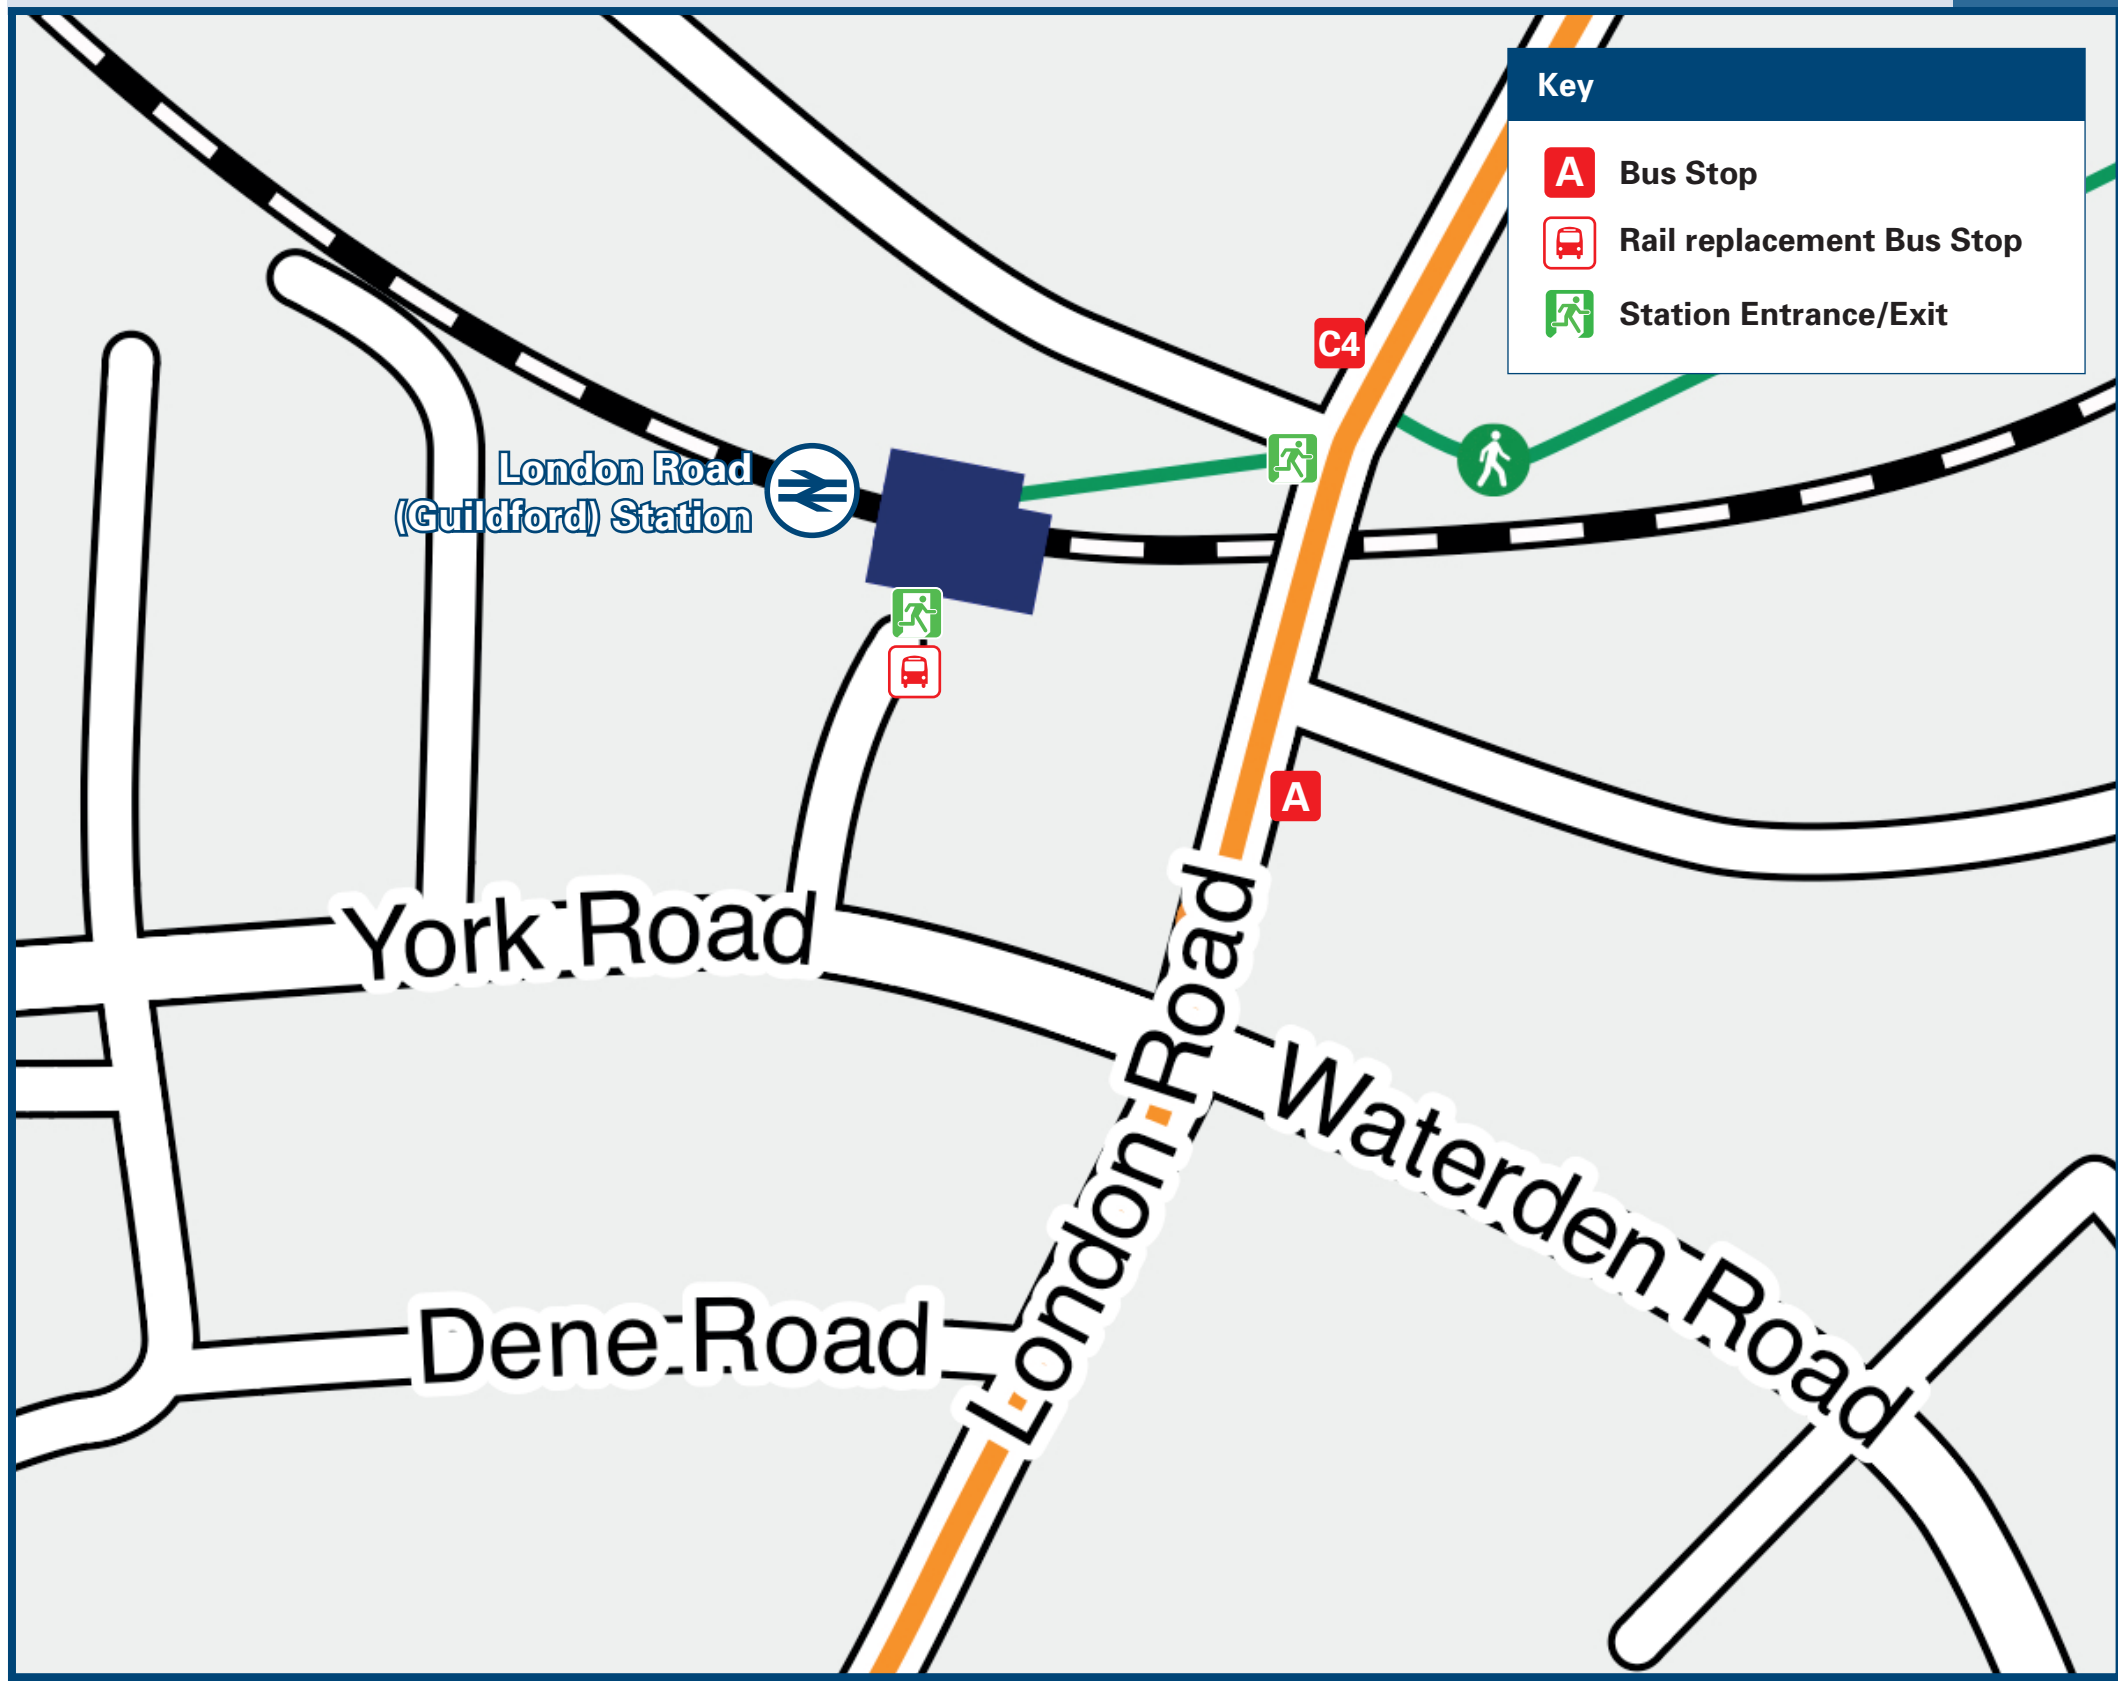 Key
A
Bus Stop
Rail replacement Bus Stop
Station Entrance/Exit
C4
London Road
(Guildford) Station
A
York Road
London Road
Waterden Road
Dene Road